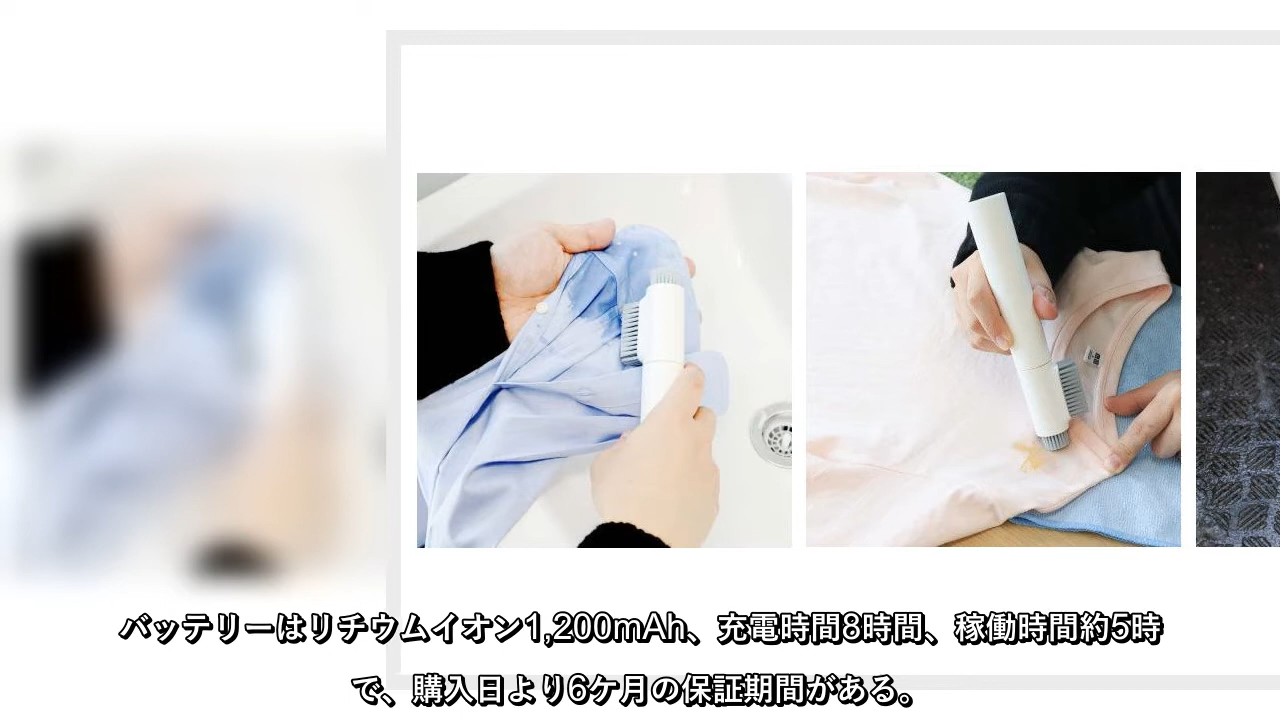 バッテリーはリチウムイオン1,200mAh、充電時間8時間、稼働時間約5時
で、購入日より6ケ月の保証期間がある。